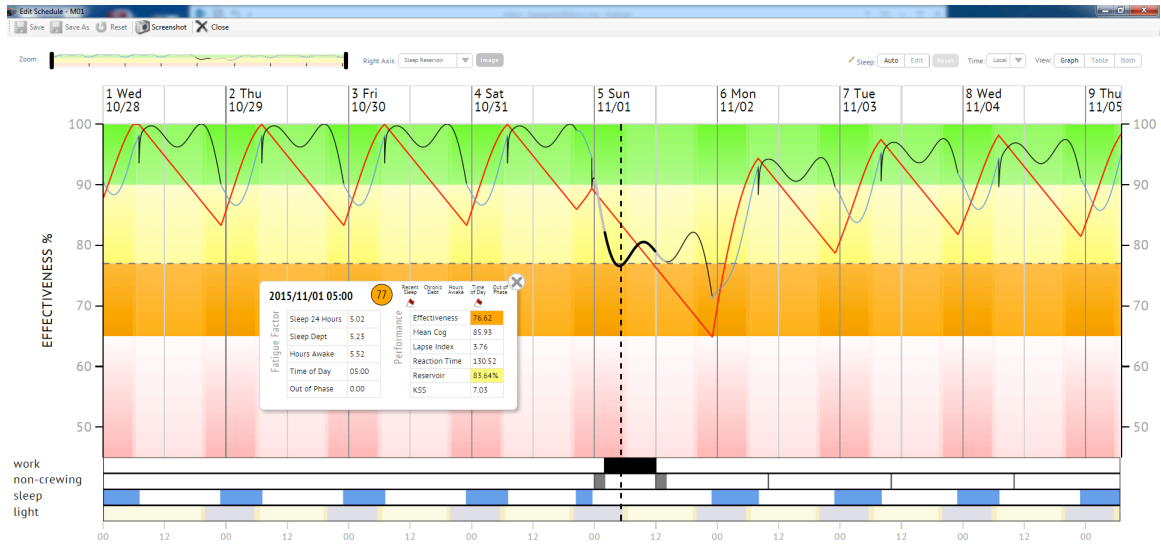 Edit Schedule - M01
Save Save As Reset Screenshot Close
Zoom: Right Axis: Sleep Reservoir Image Sleep: Auto Edit Reset Time: Local View: Graph Table Both
1 Wed 2 Thu 3 Fri 4 Sat 5 Sun 6 Mon 7 Tue 8 Wed 9 Thu
10/28 10/29 10/30 10/31 11/01 11/02 11/03 11/04 11/05
100 100
90 90
80 80
70 70
60 60
50 50
EFFECTIVENESS %
2015/11/01 05:00 77
Recent Sleep Chronic Debt Hours Awake Time of Day Out of Phase
Fatigue Factor
Sleep 24 Hours 5.02
Sleep Dept 5.23
Hours Awake 5.52
Time of Day 05:00
Out of Phase 0.00
Performance
Effectiveness 76.62
Mean Cog 85.93
Lapse Index 3.76
Reaction Time 130.52
Reservoir 83.64%
KSS 7.03
work
non-crewing
sleep
light
00 12 00 12 00 12 00 12 00 12 00 12 00 12 00 12 00